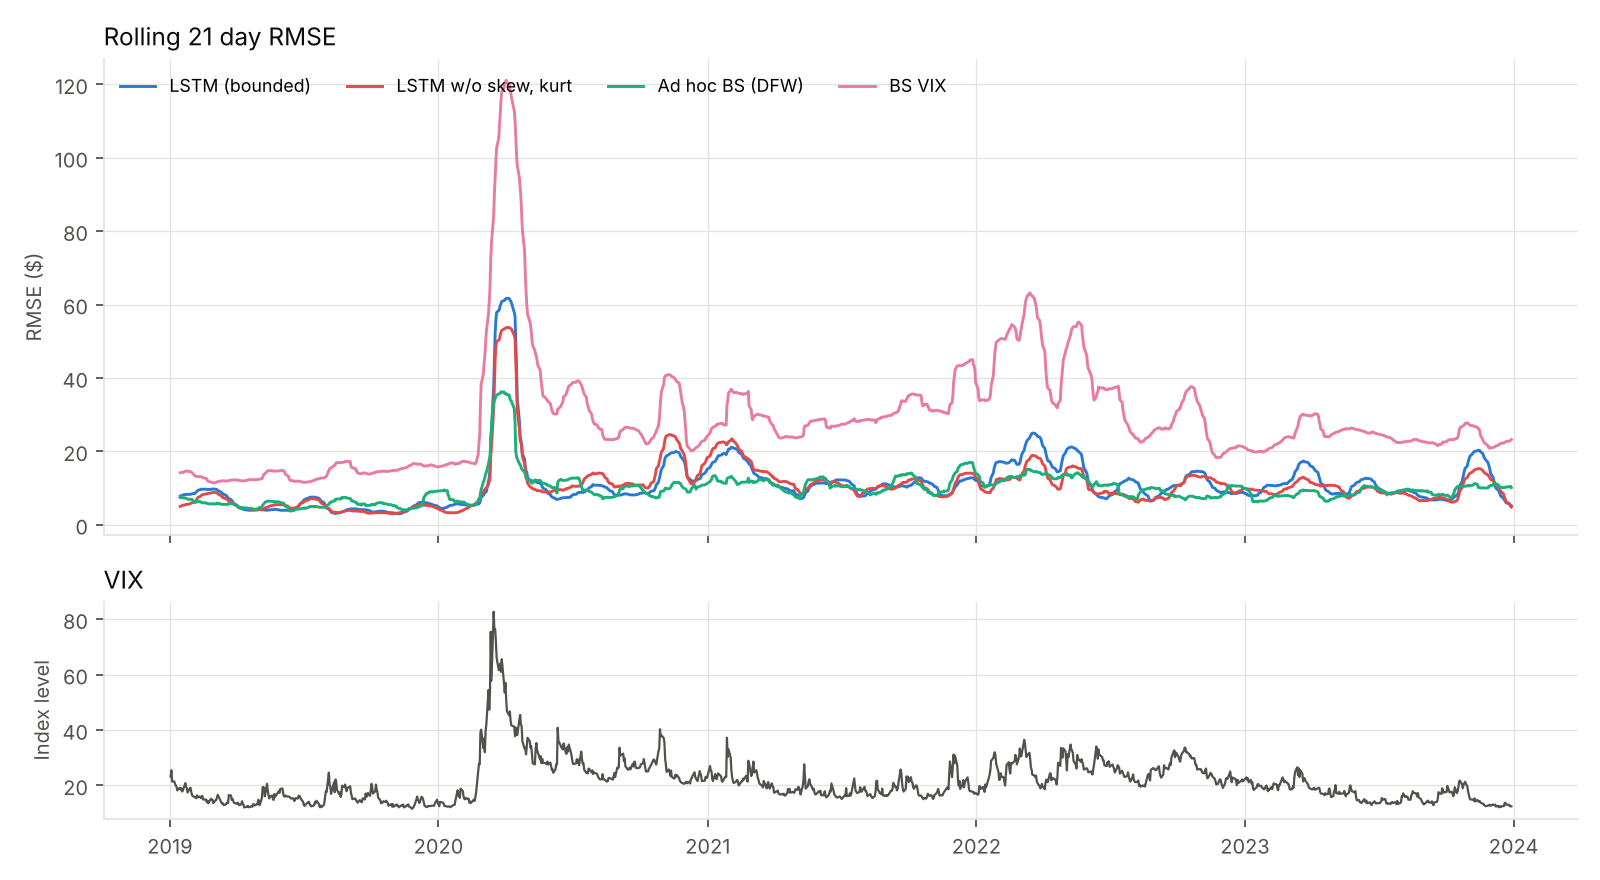 Rolling 21 day RMSE
LSTM (bounded) LSTM w/o skew, kurt Ad hoc BS (DFW) BS VIX
RMSE ($)
120
100
80
60
40
20
0
VIX
Index level
80
60
40
20
2019 2020 2021 2022 2023 2024